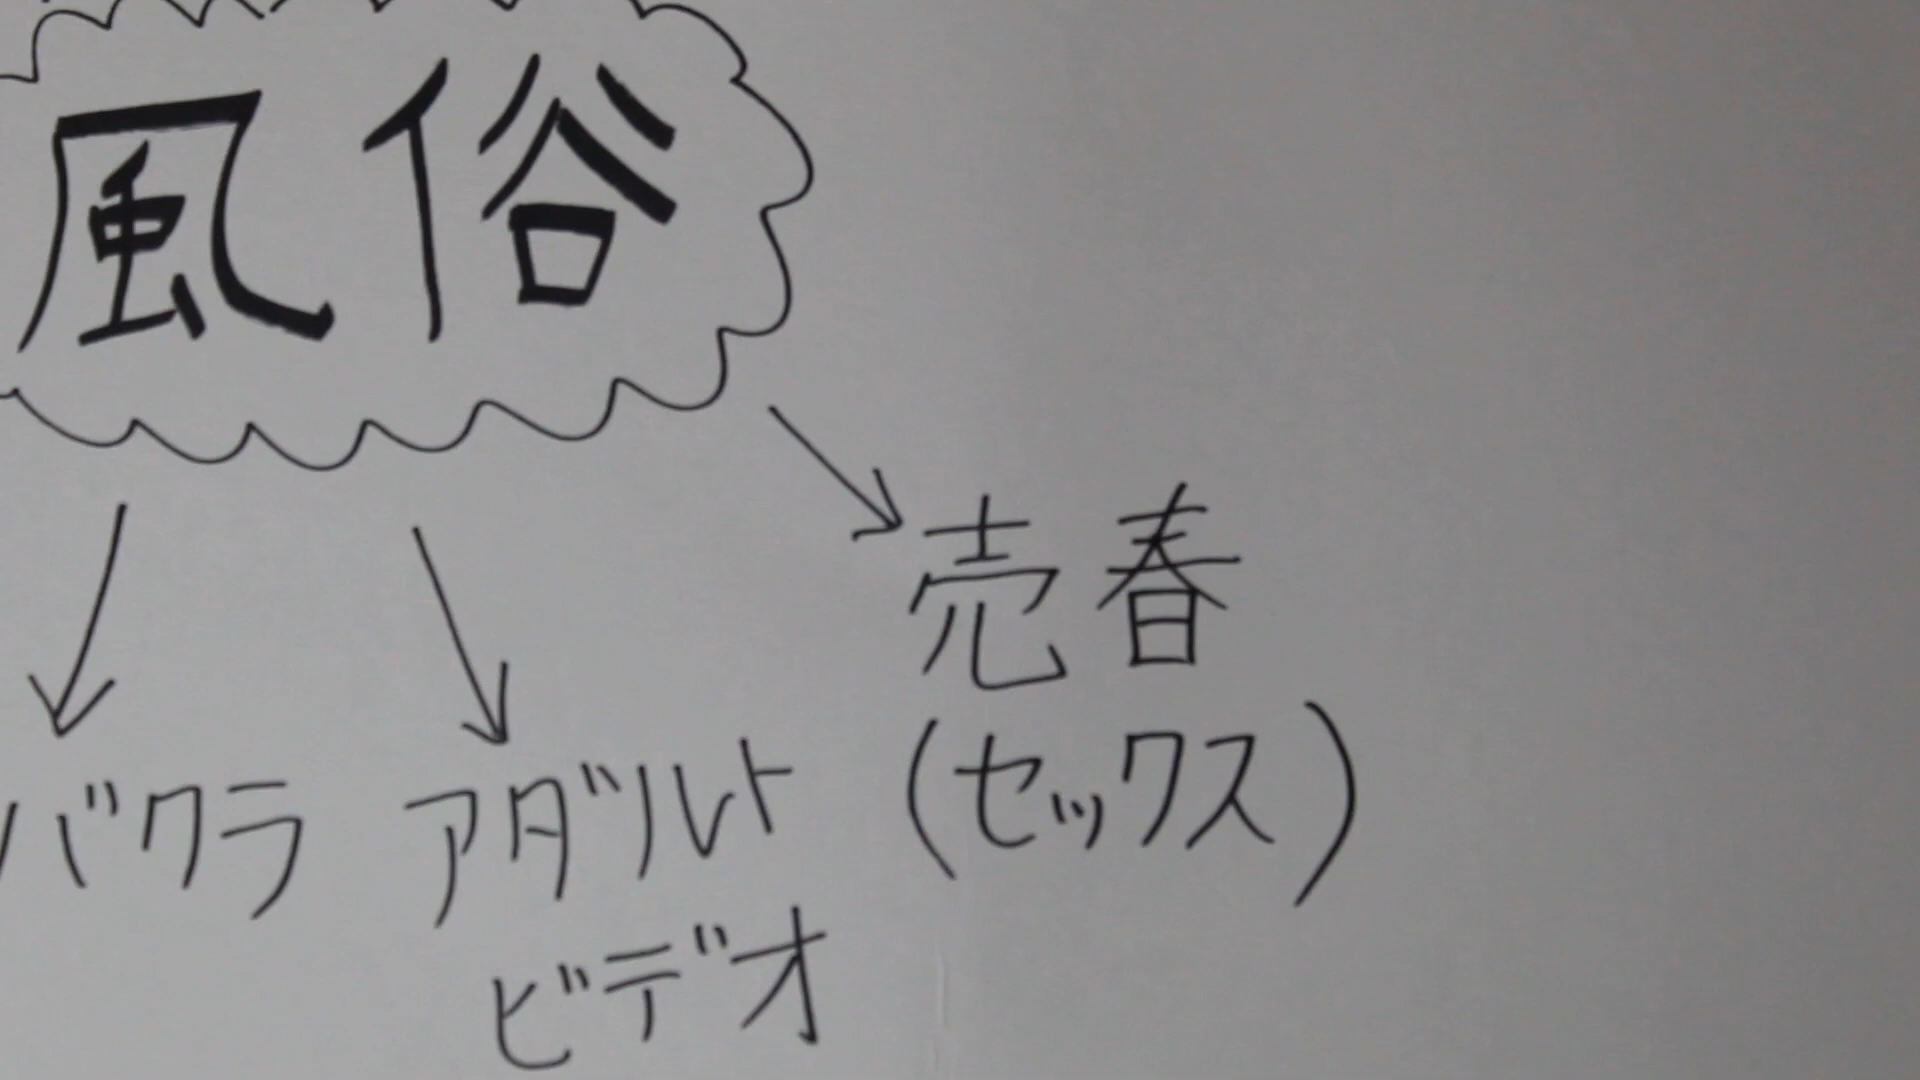 風俗
売春
(セックス)
バクラ
アダルト
ビデオ